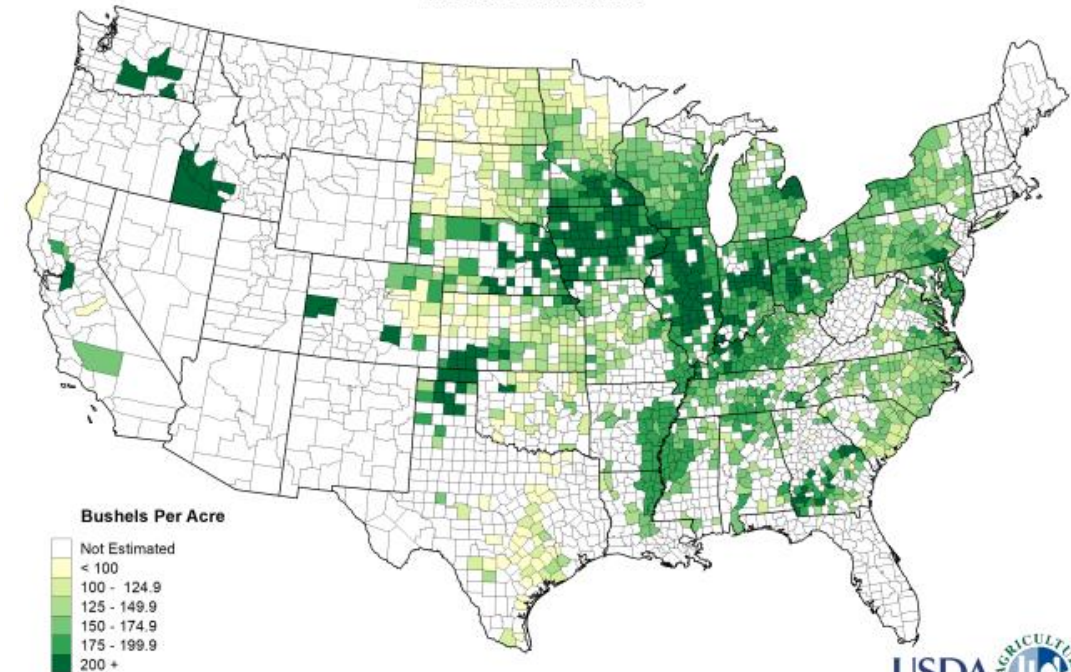 Bushels Per Acre
Not Estimated
< 100
100 - 124.9
125 - 149.9
150 - 174.9
175 - 199.9
200 +
USDA
AGRICULTU